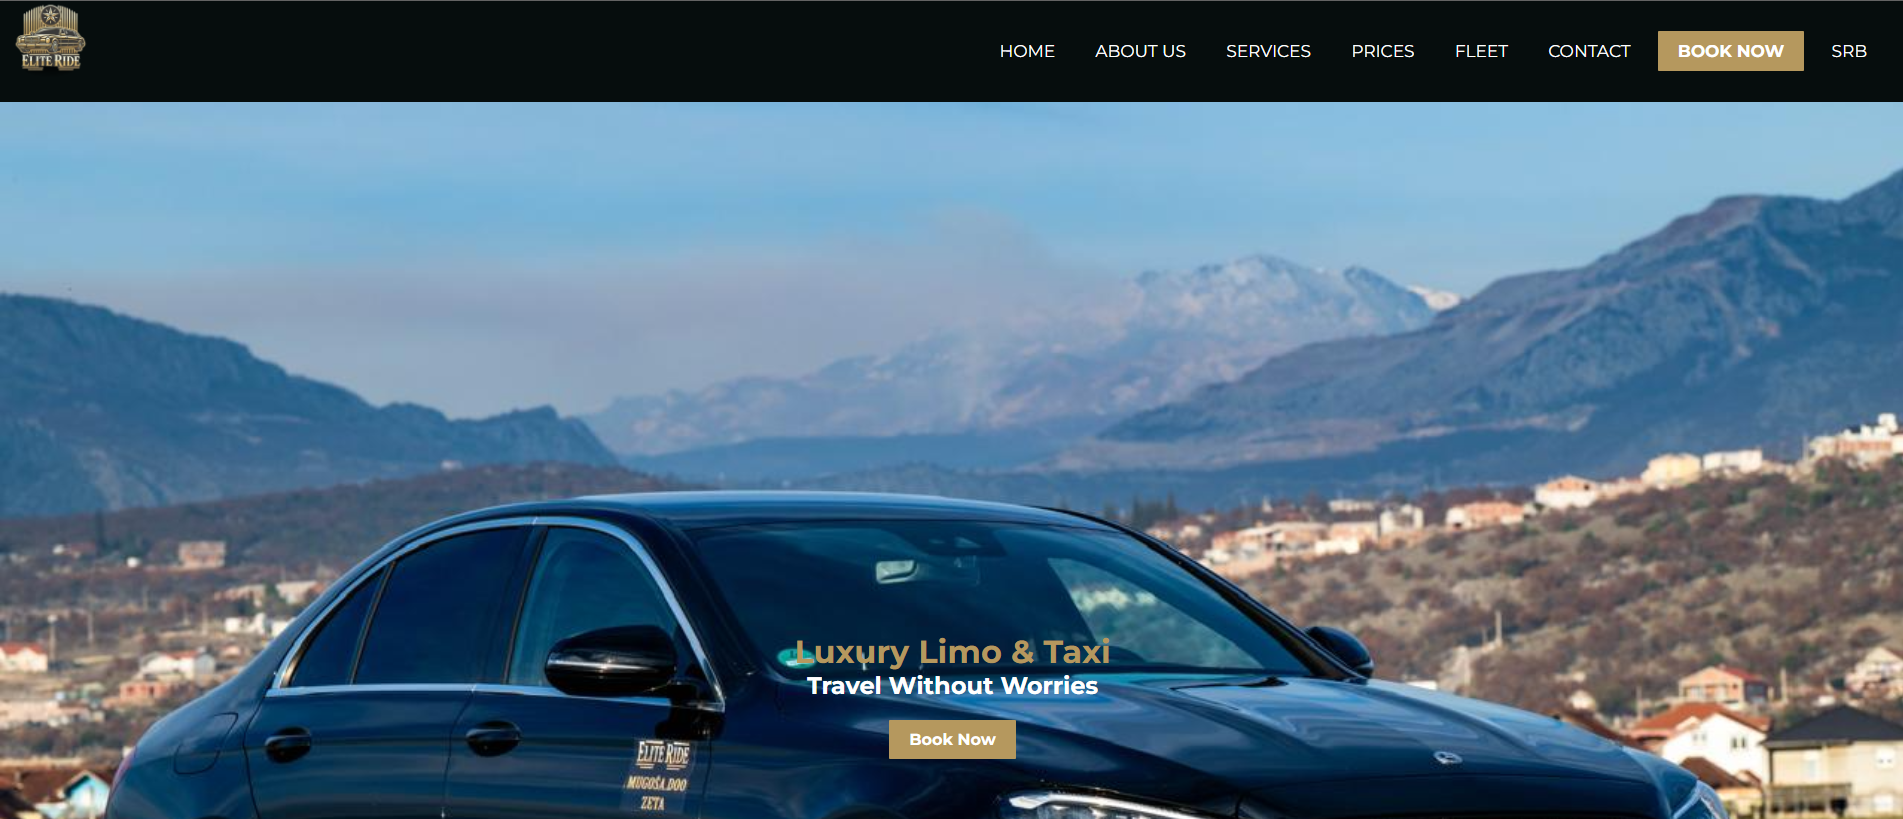 ELITE RIDE
HOME
ABOUT US
SERVICES
PRICES
FLEET
CONTACT
BOOK NOW
SRB
Luxury Limo & Taxi
Travel Without Worries
Book Now
ELITE RIDE
MUGOŠA DOO
ZETA